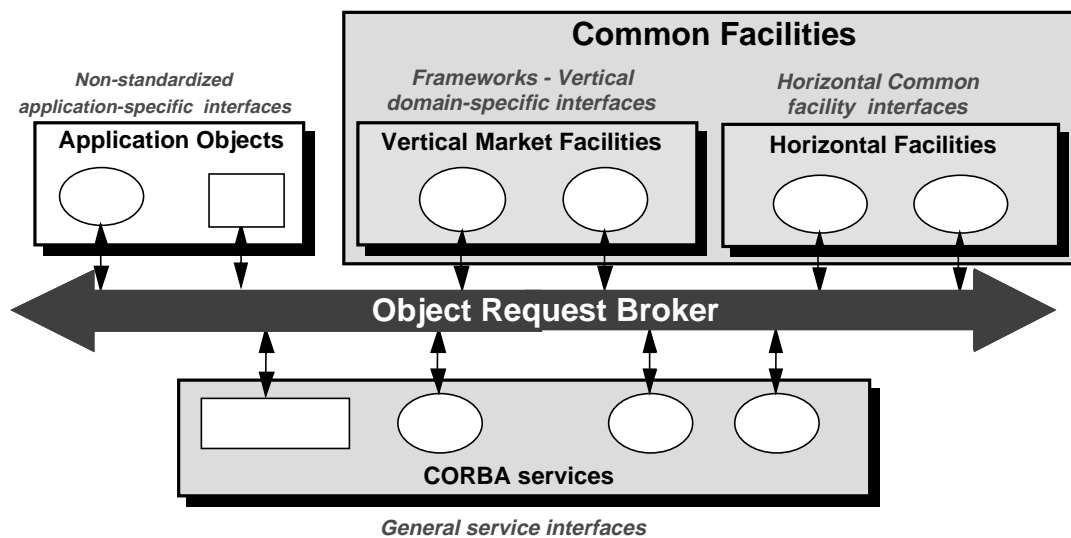 Common Facilities
Non-standardized
application-specific interfaces
Frameworks - Vertical
domain-specific interfaces
Horizontal Common
facility interfaces
Application Objects
Vertical Market Facilities
Horizontal Facilities
Object Request Broker
CORBA services
General service interfaces